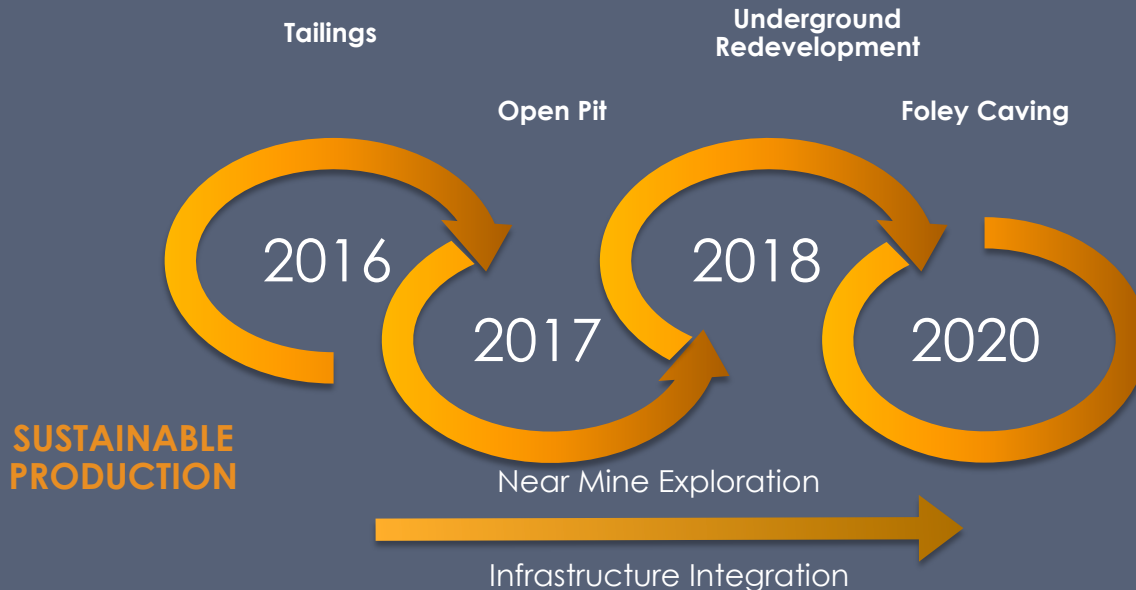 Tailings
Underground
Redevelopment
Open Pit
Foley Caving
2016
2018
2017
2020
SUSTAINABLE
PRODUCTION
Near Mine Exploration
Infrastructure Integration